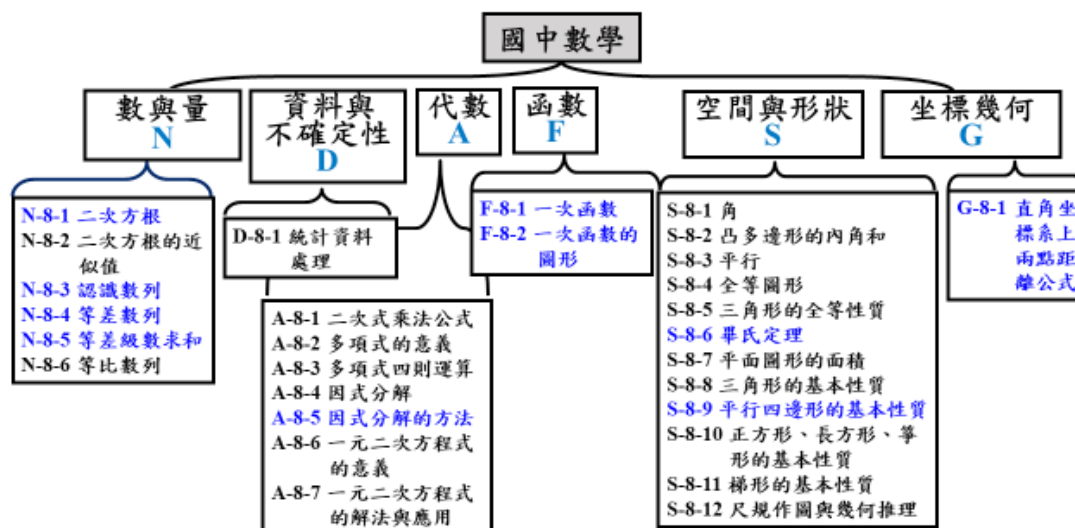 國中數學
數與量
N
資料與
不確定性
D
代數
A
函數
F
空間與形狀
S
坐標幾何
G
N-8-1 二次方根
N-8-2 二次方根的近
似值
N-8-3 認識數列
N-8-4 等差數列
N-8-5 等差級數求和
N-8-6 等比數列
D-8-1 統計資料
處理
A-8-1 二次式乘法公式
A-8-2 多項式的意義
A-8-3 多項式四則運算
A-8-4 因式分解
A-8-5 因式分解的方法
A-8-6 一元二次方程式
的意義
A-8-7 一元二次方程式
的解法與應用
F-8-1 一次函數
F-8-2 一次函數的
圖形
S-8-1 角
S-8-2 凸多邊形的內角和
S-8-3 平行
S-8-4 全等圖形
S-8-5 三角形的全等性質
S-8-6 畢氏定理
S-8-7 平面圖形的面積
S-8-8 三角形的基本性質
S-8-9 平行四邊形的基本性質
S-8-10 正方形、長方形、箏
形的基本性質
S-8-11 梯形的基本性質
S-8-12 尺規作圖與幾何推理
G-8-1 直角坐
標系上
兩點距
離公式